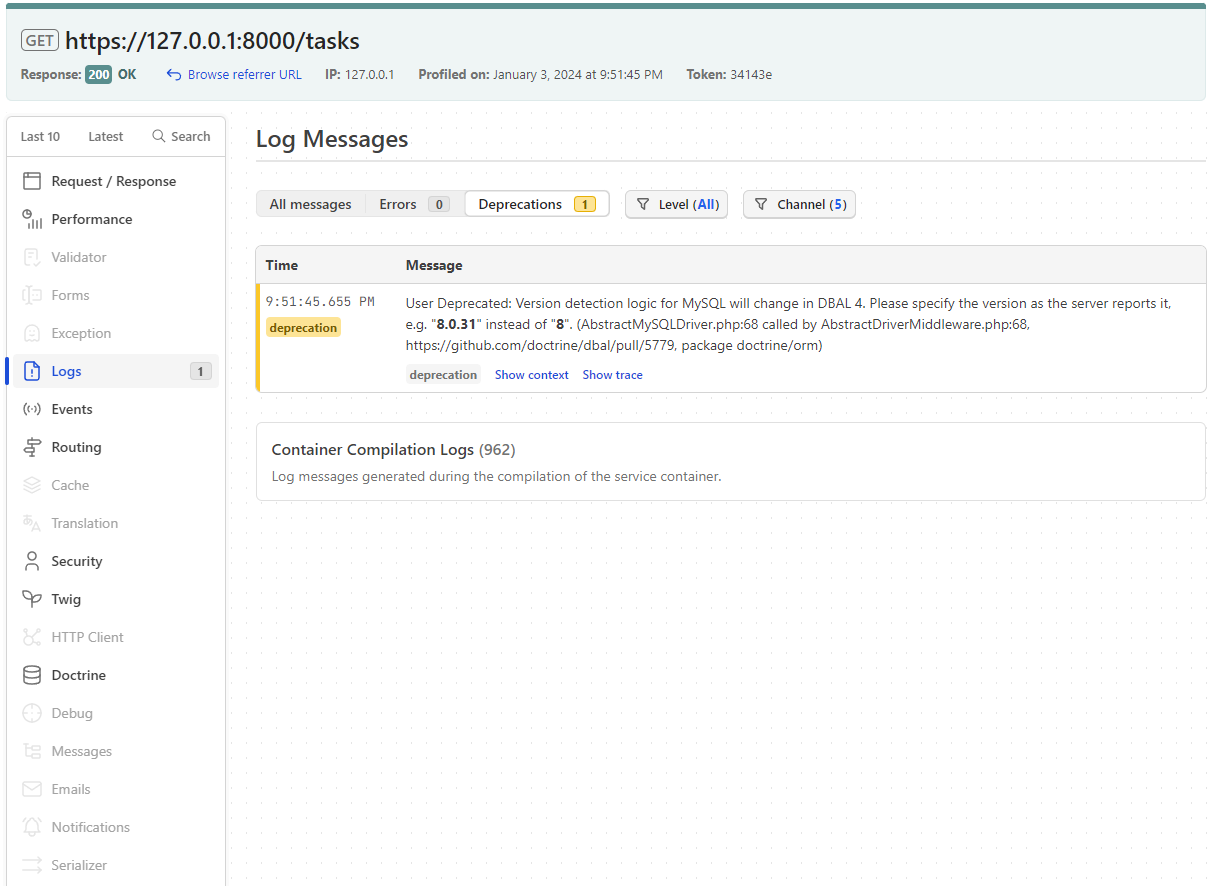 GET https://127.0.0.1:8000/tasks
Response: 200 OK Browse referrer URL IP: 127.0.0.1 Profiled on: January 3, 2024 at 9:51:45 PM Token: 34143e
Last 10 Latest Search
Request / Response
Performance
Validator
Forms
Exception
Logs 1
Events
Routing
Cache
Translation
Security
Twig
HTTP Client
Doctrine
Debug
Messages
Emails
Notifications
Serializer
Log Messages
All messages Errors 0 Deprecations 1 Level (All) Channel (5)
Time Message
9:51:45.655 PM
deprecation
User Deprecated: Version detection logic for MySQL will change in DBAL 4. Please specify the version as the server reports it,
e.g. "8.0.31" instead of "8". (AbstractMySQLDriver.php:68 called by AbstractDriverMiddleware.php:68,
https://github.com/doctrine/dbal/pull/5779, package doctrine/orm)
deprecation Show context Show trace
Container Compilation Logs (962)
Log messages generated during the compilation of the service container.